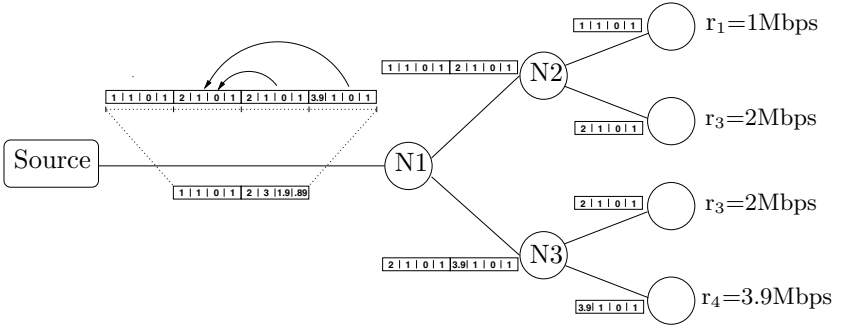 1 | 1 | 0 | 1
r₁=1Mbps
1 | 1 | 0 | 1 | 2 | 1 | 0 | 1
N2
1 | 1 | 0 | 1 | 2 | 1 | 0 | 1 | 2 | 1 | 0 | 1 | 3.9 | 1 | 0 | 1
2 | 1 | 0 | 1
r₃=2Mbps
Source
N1
1 | 1 | 0 | 1 | 2 | 3 | 1.9 | .89
2 | 1 | 0 | 1
r₃=2Mbps
2 | 1 | 0 | 1 | 3.9 | 1 | 0 | 1
N3
3.9 | 1 | 0 | 1
r₄=3.9Mbps